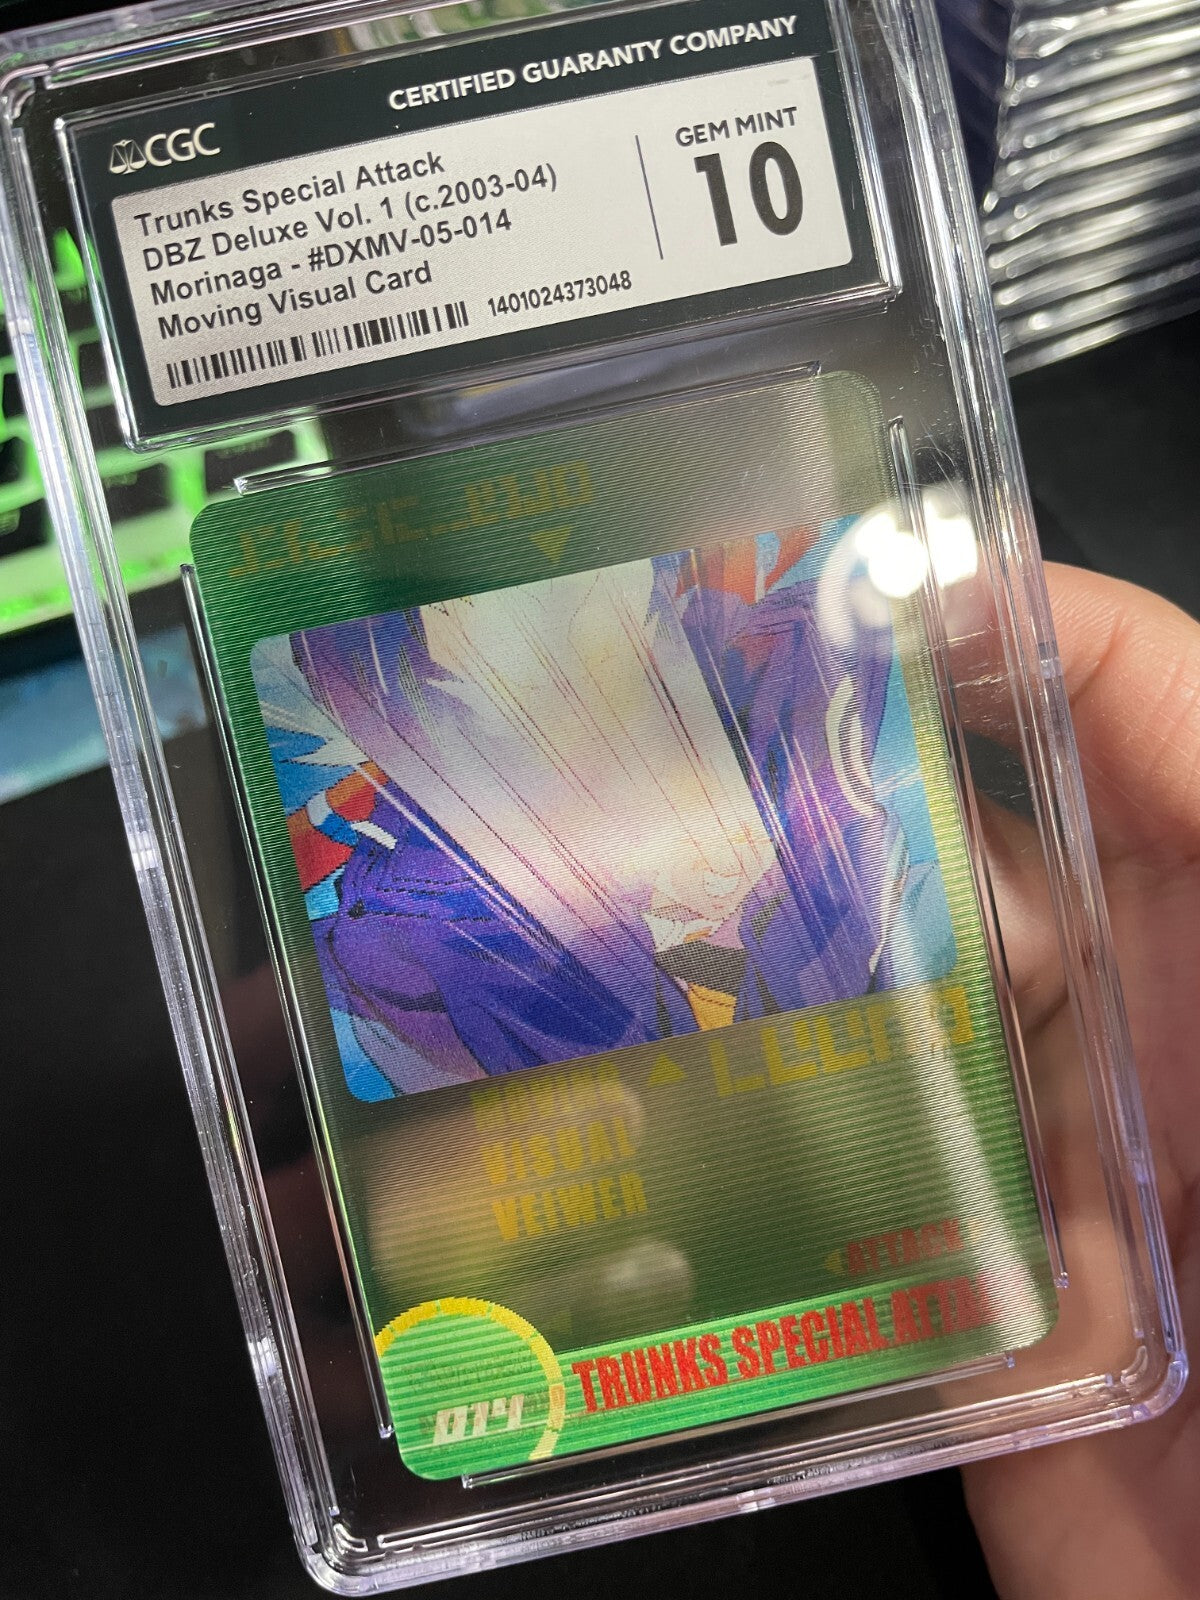 CERTIFIED GUARANTY COMPANY
CGC
Trunks Special Attack
DBZ Deluxe Vol. 1 (c.2003-04)
Morinaga - #DXMV-05-014
Moving Visual Card
GEM MINT
10
1401024373048
MOVING
VISUAL
VEIWER
ATTACK
TRUNKS SPECIAL ATTACK
014